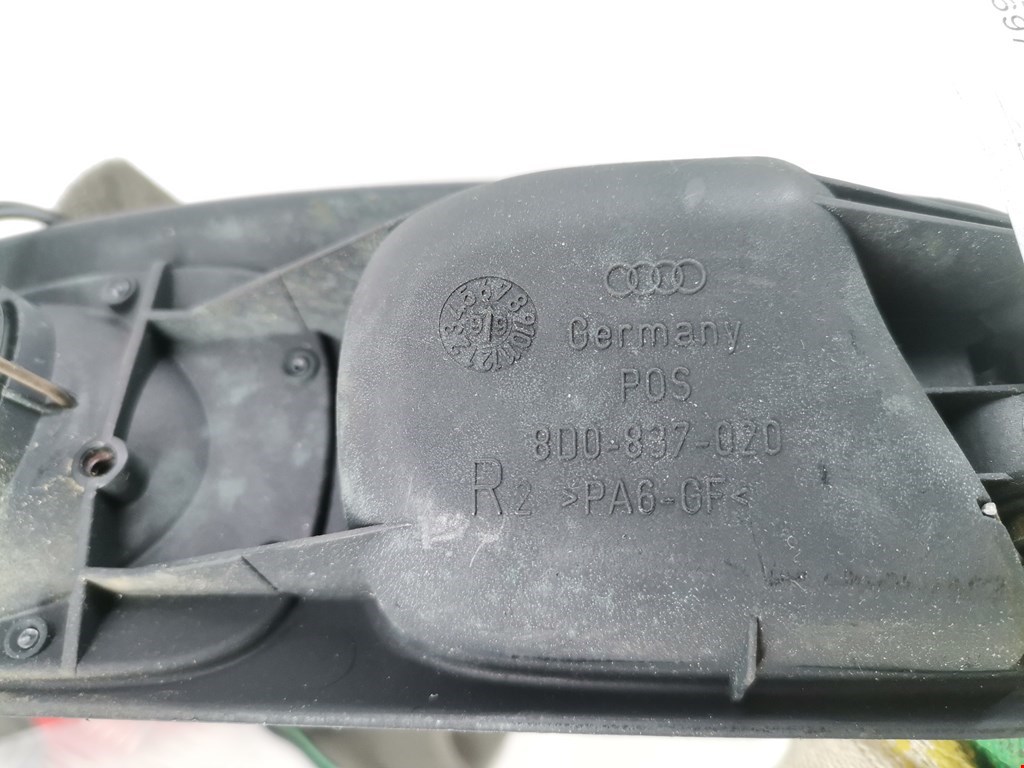 Germany
POS
8D0-837-020
R2 >PA6-GF<